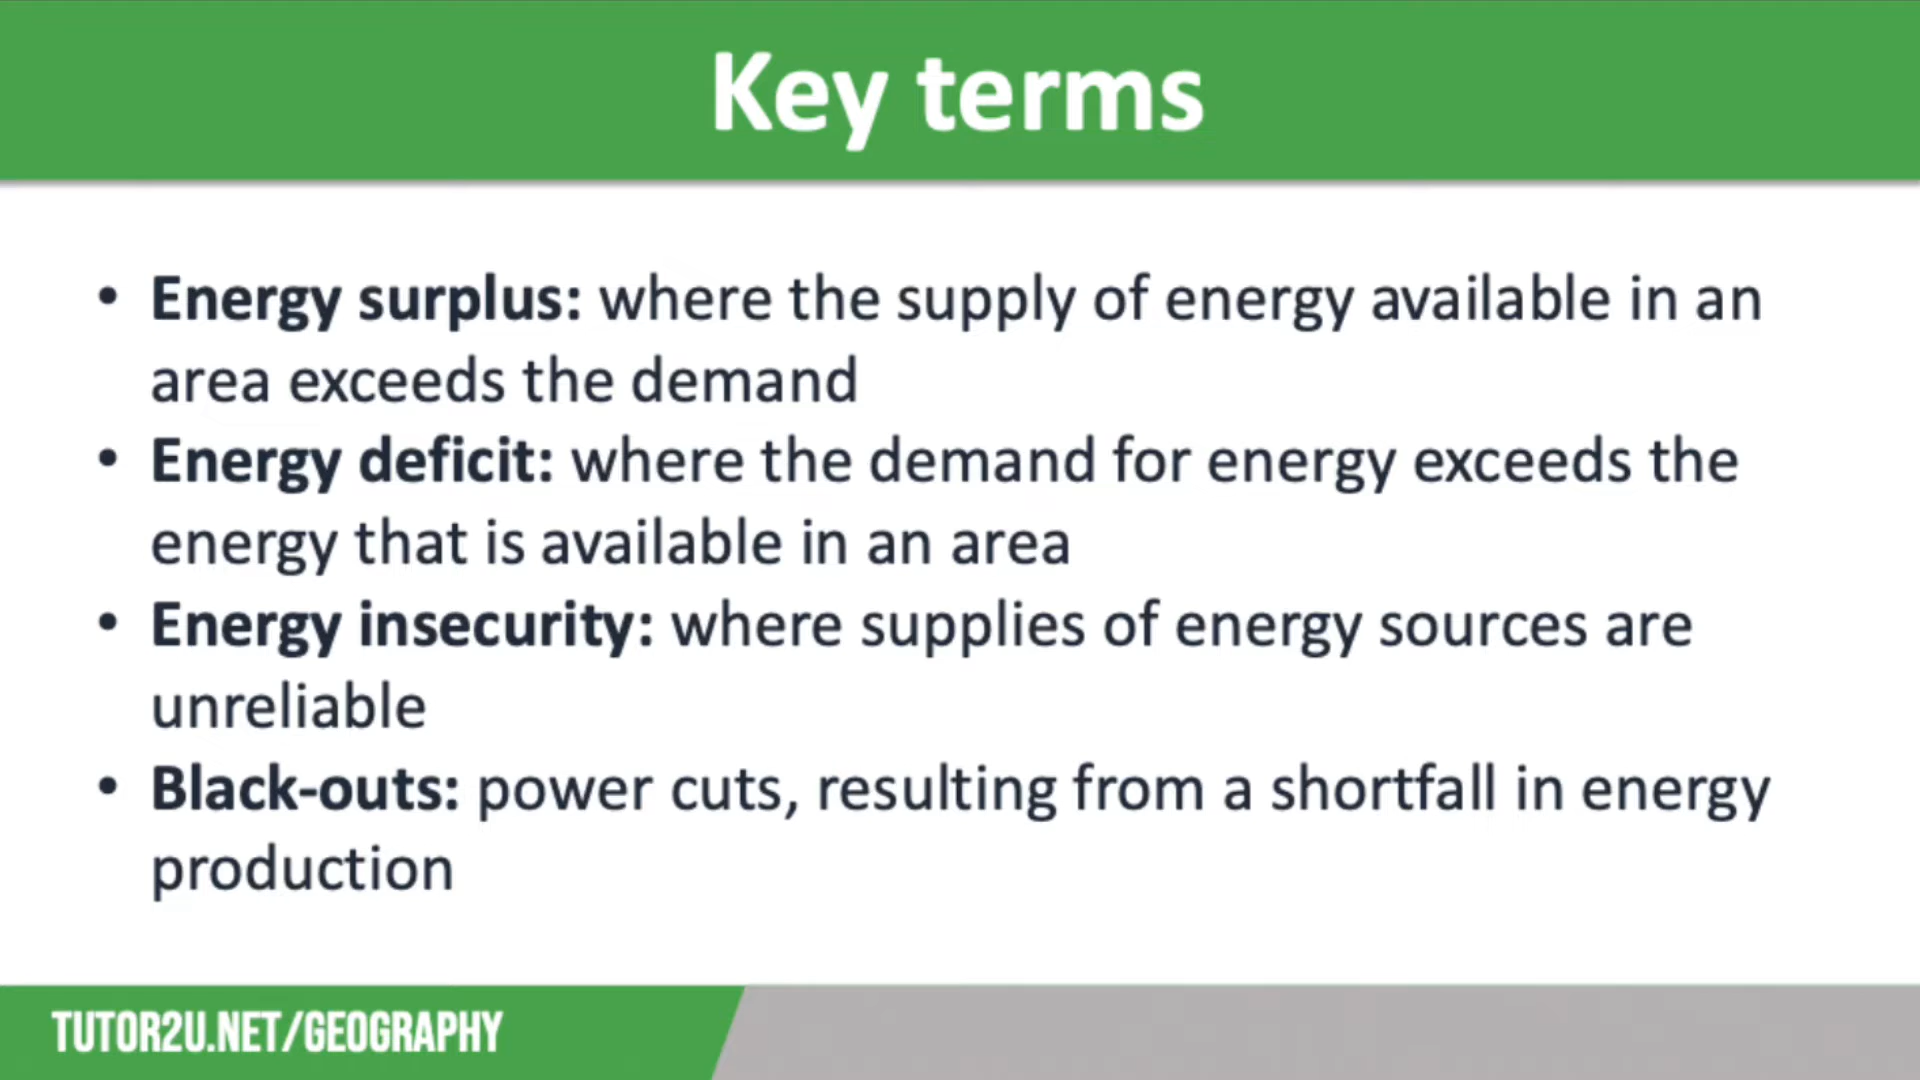 Key terms
• Energy surplus: where the supply of energy available in an
area exceeds the demand
• Energy deficit: where the demand for energy exceeds the
energy that is available in an area
• Energy insecurity: where supplies of energy sources are
unreliable
• Black-outs: power cuts, resulting from a shortfall in energy
production
TUTOR2U.NET/GEOGRAPHY